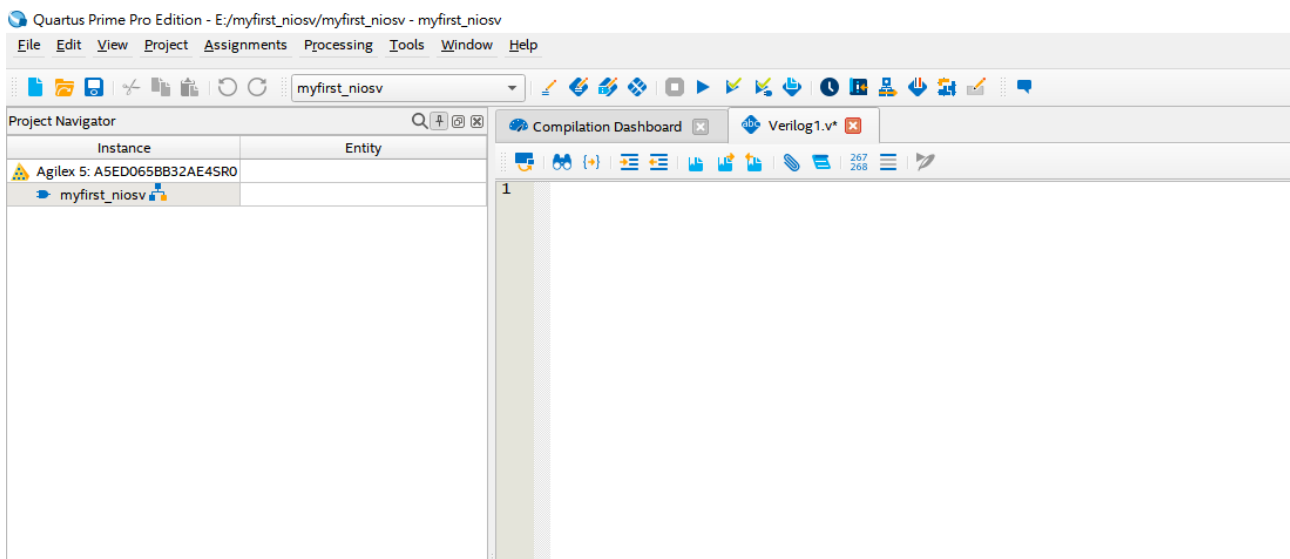 Quartus Prime Pro Edition - E:/myfirst_niosv/myfirst_niosv - myfirst_niosv
File Edit View Project Assignments Processing Tools Window Help
myfirst_niosv
Project Navigator
Compilation Dashboard
abc Verilog1.v*
Instance Entity
267
268
Agilex 5: A5ED065BB32AE4SR0
myfirst_niosv
1